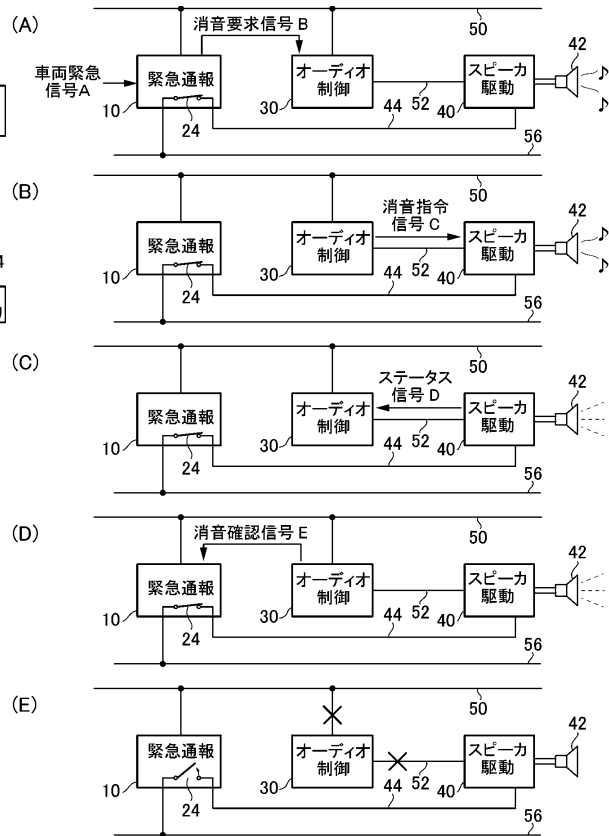 (A)
消音要求信号 B
50
42
車両緊急
信号A
緊急通報
オーディオ
制御
スピーカ
駆動
10
24
30
44
52
40
56
(B)
50
消音指令
信号 C
42
緊急通報
オーディオ
制御
スピーカ
駆動
10
24
30
44
52
40
56
(C)
50
ステータス
信号 D
42
緊急通報
オーディオ
制御
スピーカ
駆動
10
24
30
44
52
40
56
(D)
消音確認信号 E
50
42
緊急通報
オーディオ
制御
スピーカ
駆動
10
24
30
44
52
40
56
(E)
50
42
緊急通報
オーディオ
制御
スピーカ
駆動
10
24
30
44
52
40
56